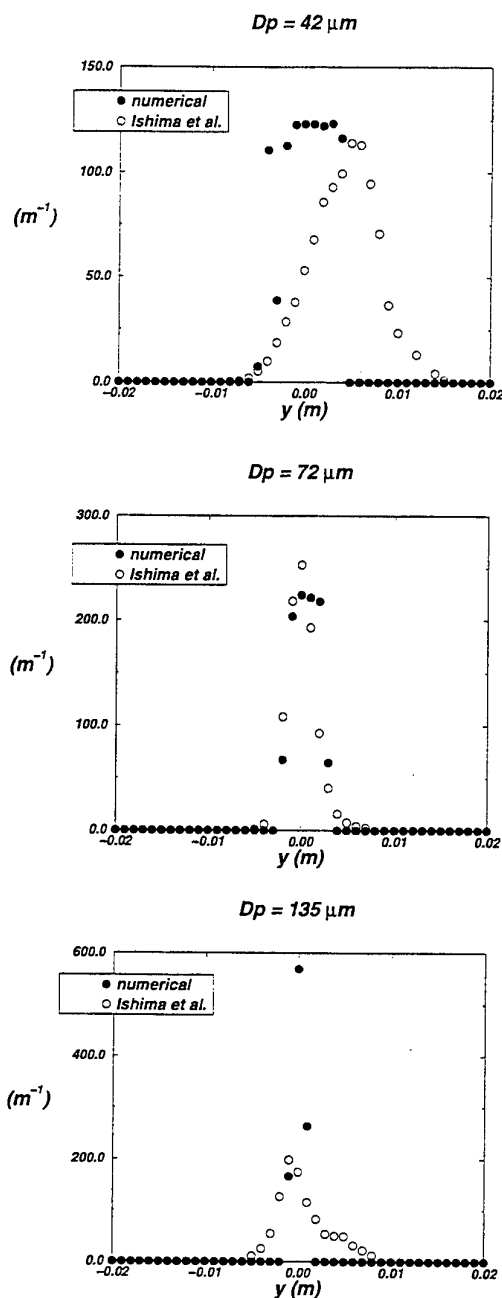 Dp = 42 μm
150.0
numerical
Ishima et al.
100.0
(m⁻¹)
50.0
0.0
−0.02 −0.01 0.00 0.01 0.02
y (m)
Dp = 72 μm
300.0
numerical
Ishima et al.
200.0
(m⁻¹)
100.0
0.0
−0.02 −0.01 0.00 0.01 0.02
y (m)
Dp = 135 μm
600.0
numerical
Ishima et al.
400.0
(m⁻¹)
200.0
0.0
−0.02 −0.01 0.00 0.01 0.02
y (m)